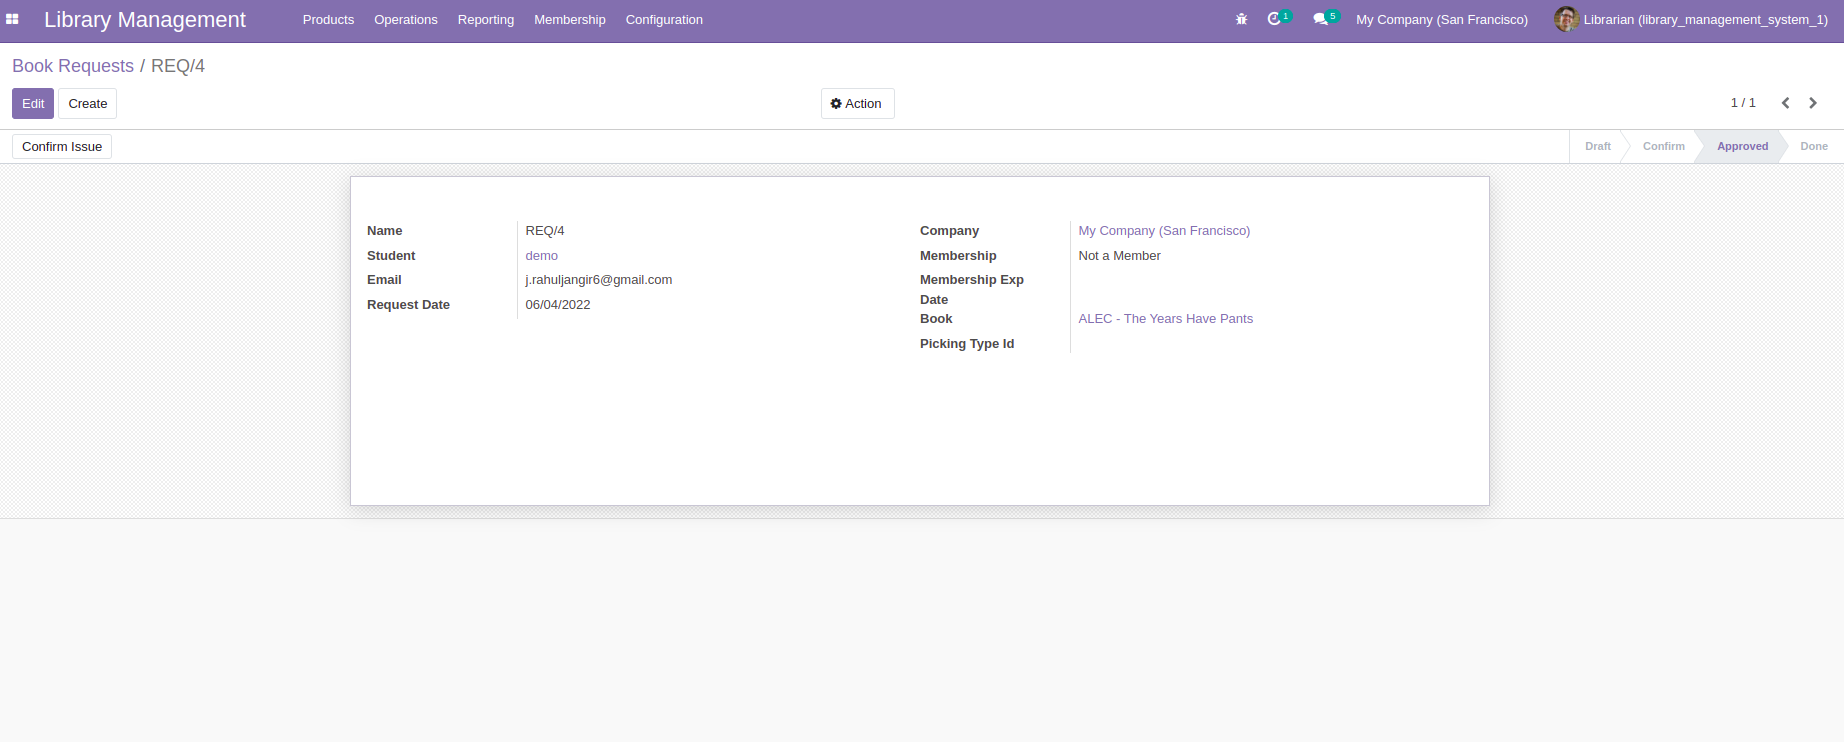 Library Management Products Operations Reporting Membership Configuration 1 5 My Company (San Francisco) Librarian (library_management_system_1)
Book Requests / REQ/4
Edit Create Action 1 / 1
Confirm Issue Draft Confirm Approved Done
Name REQ/4
Student demo
Email j.rahuljangir6@gmail.com
Request Date 06/04/2022
Company My Company (San Francisco)
Membership Not a Member
Membership Exp
Date
Book ALEC - The Years Have Pants
Picking Type Id